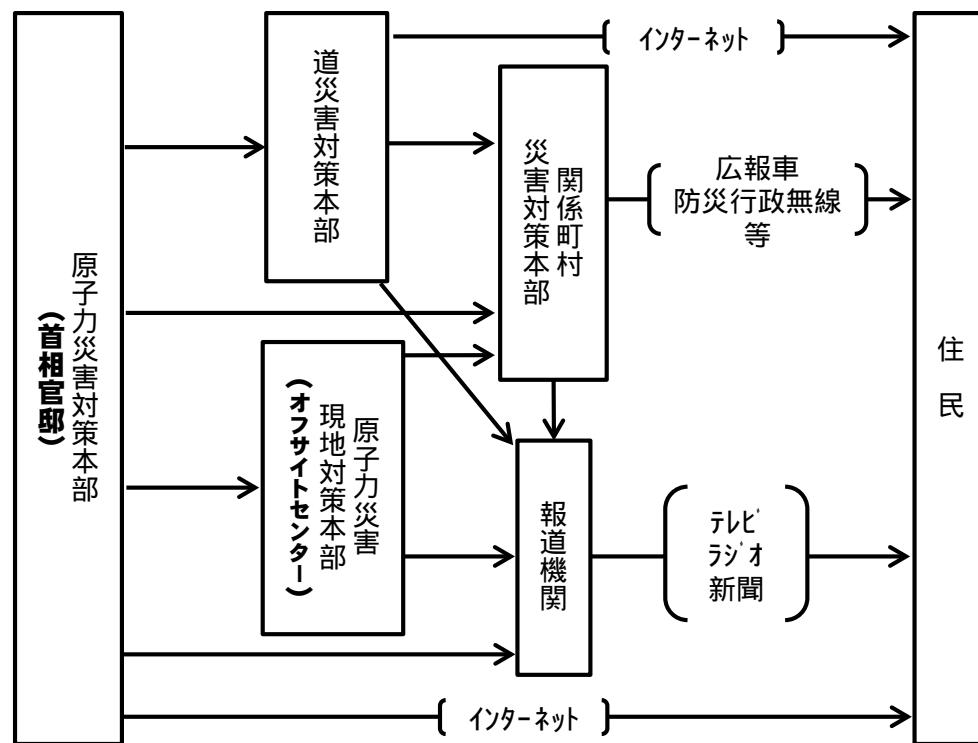 原子力災害対策本部
(首相官邸)
道災害対策本部
原子力災害
現地対策本部
(オフサイトセンター)
関係町村
災害対策本部
報道機関
インターネット
広報車
防災行政無線
等
テレビ
ラジオ
新聞
インターネット
住民